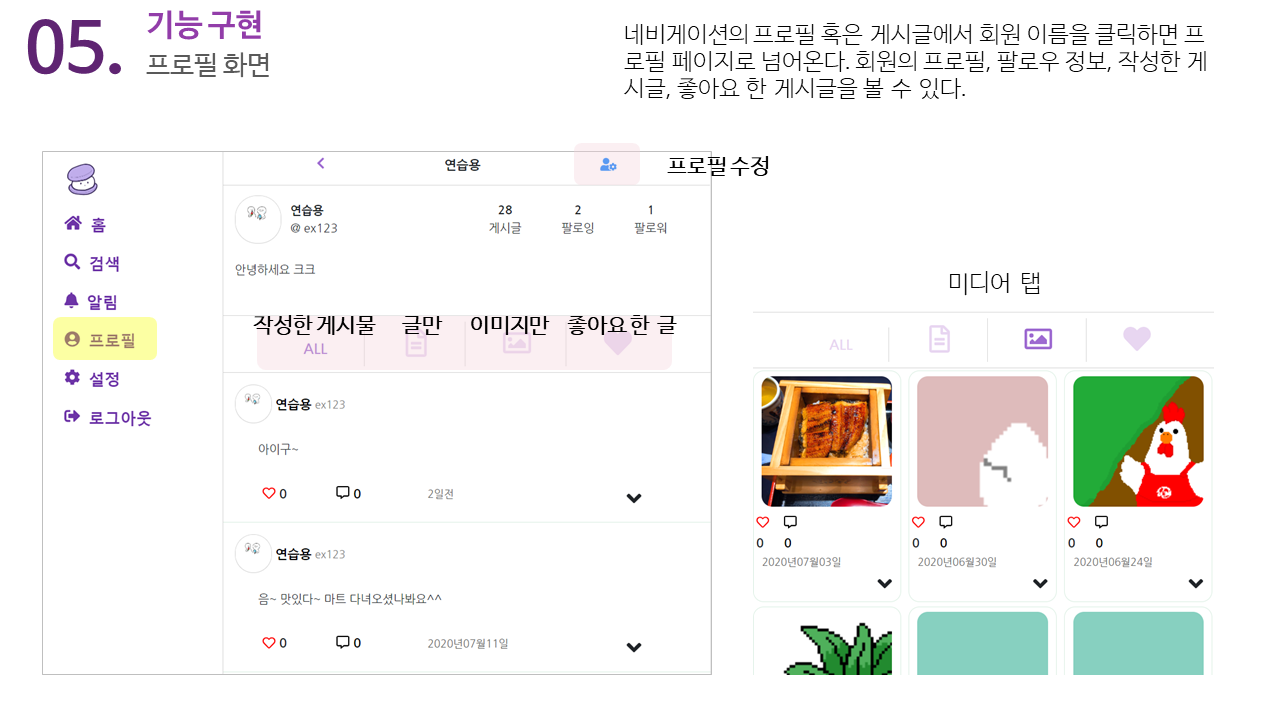 05.
기능 구현
프로필 화면
네비게이션의 프로필 혹은 게시글에서 회원 이름을 클릭하면 프
로필 페이지로 넘어온다. 회원의 프로필, 팔로우 정보, 작성한 게
시글, 좋아요 한 게시글을 볼 수 있다.
홈
검색
알림
프로필
설정
로그아웃
연습용
프로필 수정
연습용
@ ex123
28
게시글
2
팔로잉
1
팔로워
안녕하세요 크크
작성한 게시물 글만 이미지만 좋아요 한 글
ALL
연습용 ex123
아이구~
0 0 2일전
연습용 ex123
음~ 맛있다~ 마트 다녀오셨나봐요^^
0 0 2020년07월11일
미디어 탭
ALL
0 0
2020년07월03일
0 0
2020년06월30일
0 0
2020년06월24일